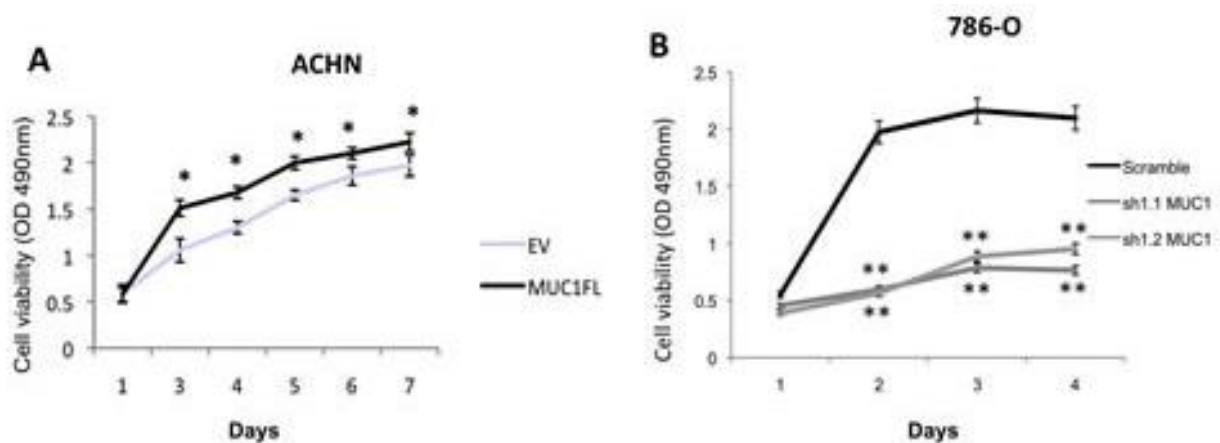 A
ACHN
Cell viability (OD 490nm)
2.5
2
1.5
1
0.5
0
* * * * * *
1 3 4 5 6 7
Days
EV
MUC1FL
B
786-O
Cell viability (OD 490nm)
2.5
2
1.5
1
0.5
0
** ** **
** ** **
1 2 3 4
Days
Scramble
sh1.1 MUC1
sh1.2 MUC1